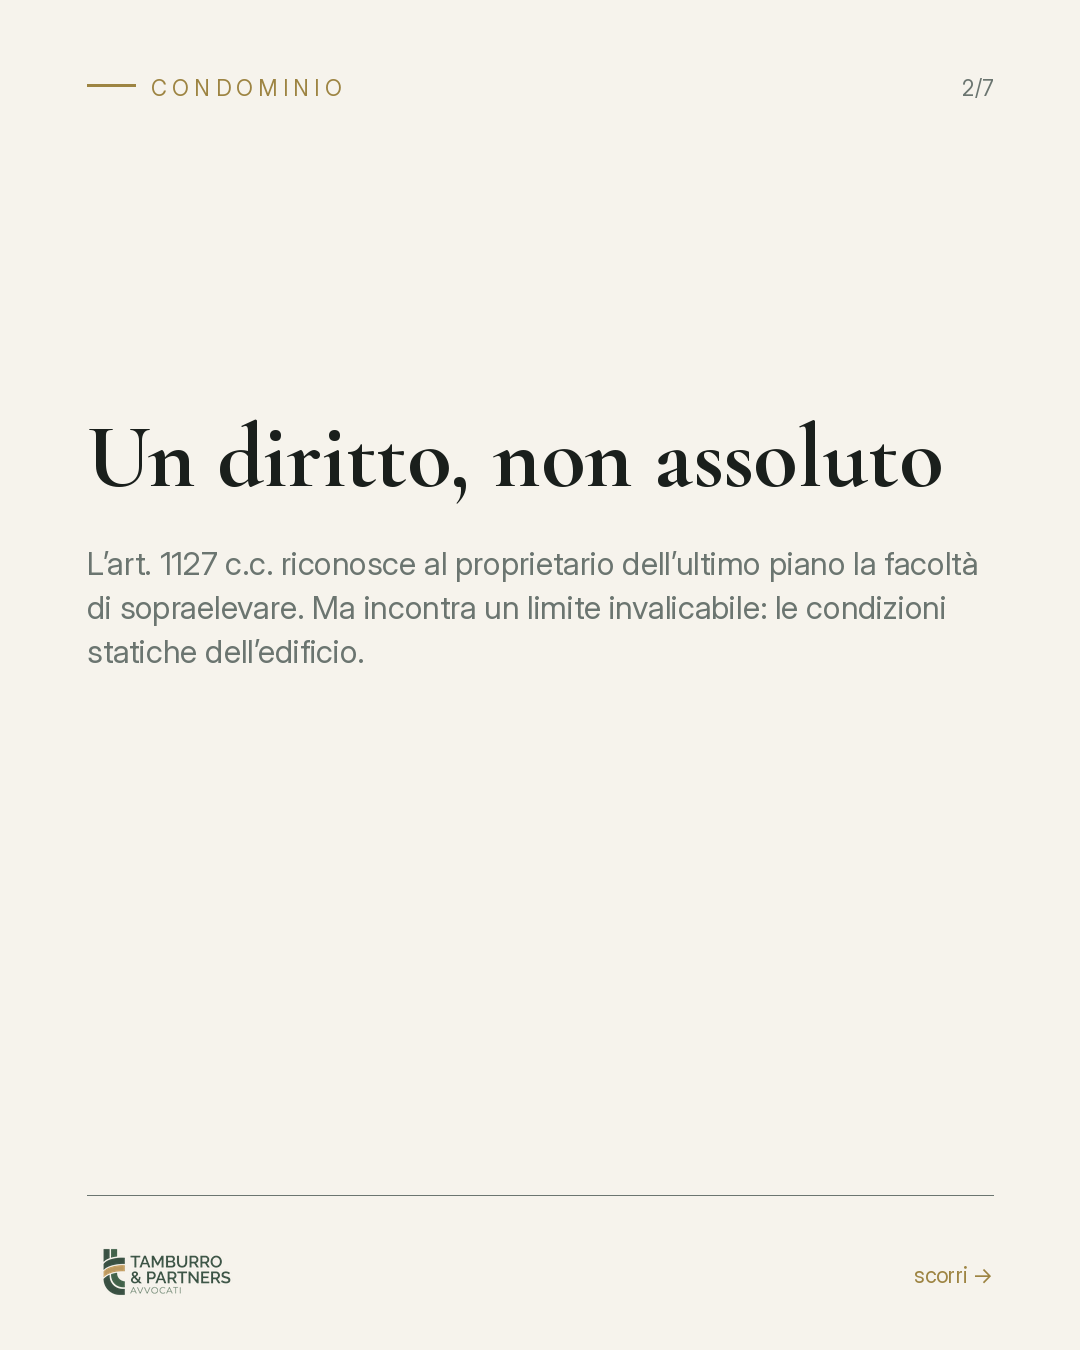 CONDOMINIO
2/7
Un diritto, non assoluto
L’art. 1127 c.c. riconosce al proprietario dell’ultimo piano la facoltà
di sopraelevare. Ma incontra un limite invalicabile: le condizioni
statiche dell’edificio.
TAMBURRO
& PARTNERS
AVVOCATI
scorri →